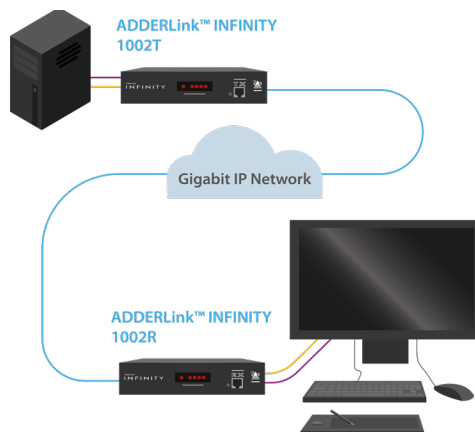 ADDERLink™ INFINITY
1002T
INFINITY
Gigabit IP Network
ADDERLink™ INFINITY
1002R
INFINITY